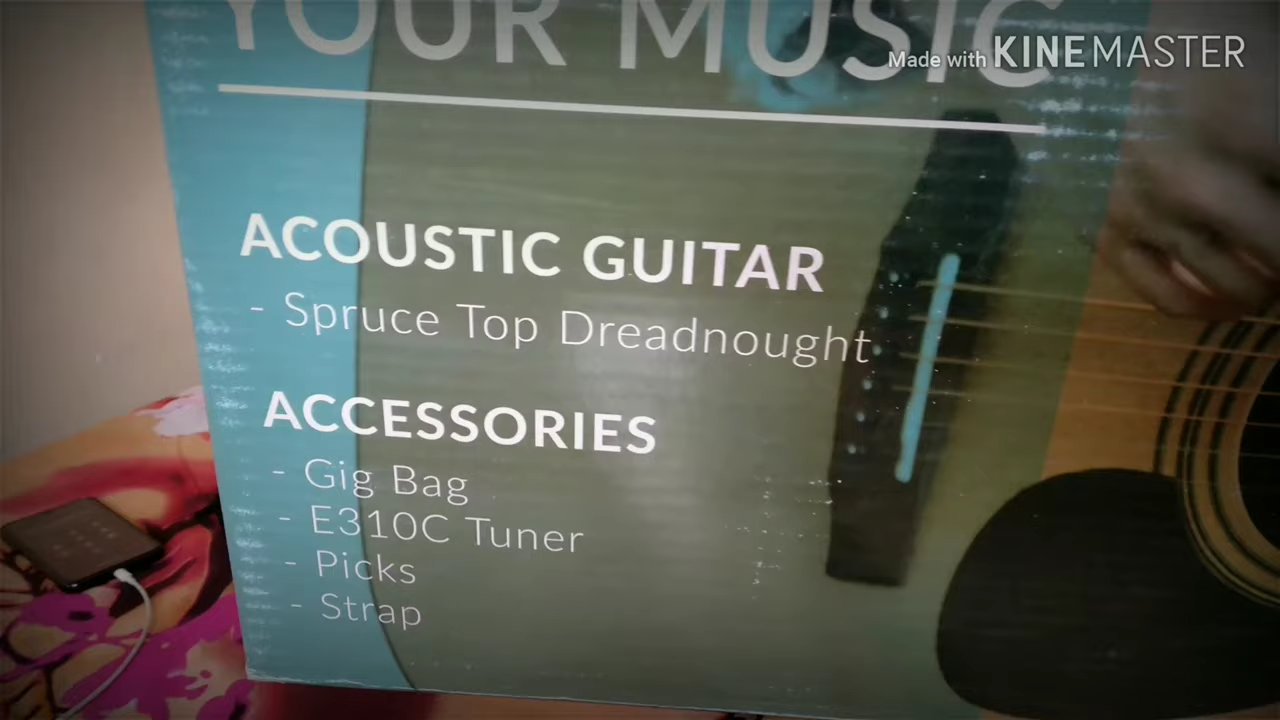 YOUR MUSIC
Made with KINEMASTER
ACOUSTIC GUITAR
- Spruce Top Dreadnought
ACCESSORIES
- Gig Bag
- E310C Tuner
- Picks
- Strap